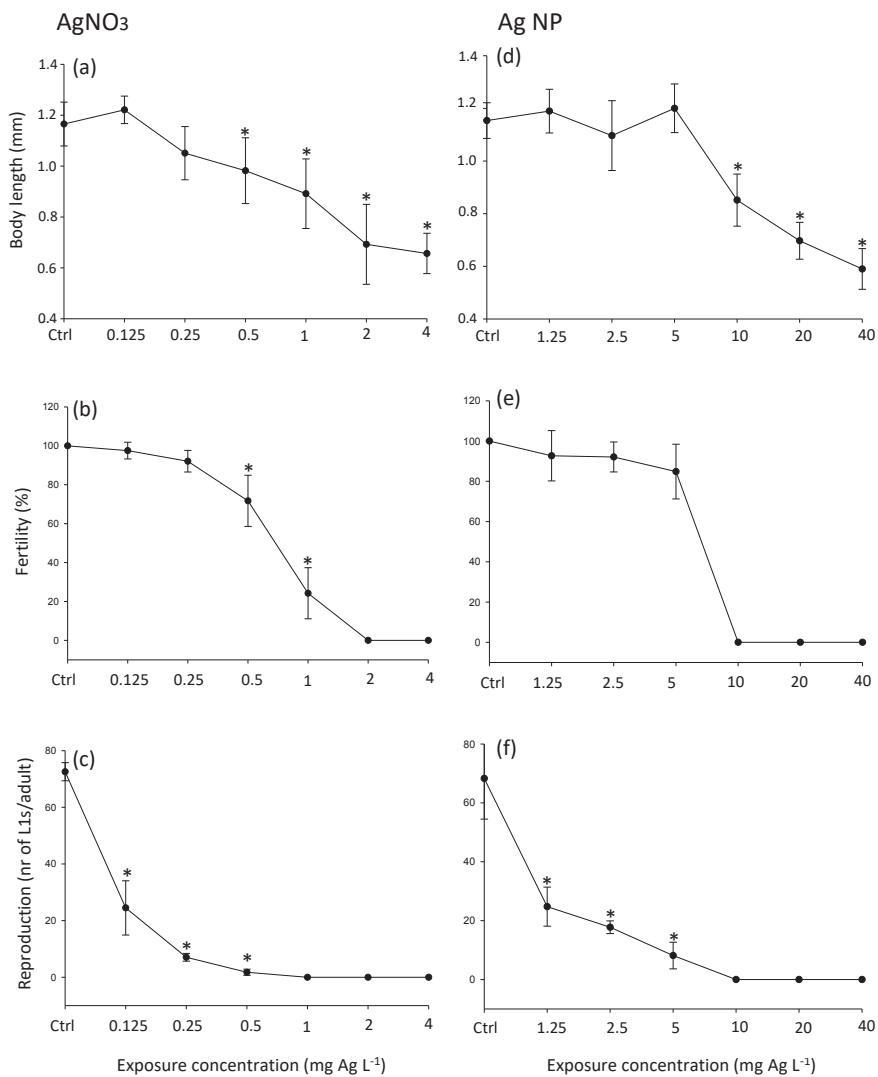 AgNO3
Ag NP
(a)
Body length (mm)
1.4
1.2
1.0
0.8
0.6
0.4
* * * *
Ctrl 0.125 0.25 0.5 1 2 4
(d)
1.4
1.2
1.0
0.8
0.6
0.4
* * *
Ctrl 1.25 2.5 5 10 20 40
(b)
Fertility (%)
120
100
80
60
40
20
0
* *
Ctrl 0.125 0.25 0.5 1 2 4
(e)
120
100
80
60
40
20
0
Ctrl 1.25 2.5 5 10 20 40
(c)
Reproduction (nr of L1s/adult)
80
60
40
20
0
* * *
Ctrl 0.125 0.25 0.5 1 2 4
Exposure concentration (mg Ag L⁻¹)
(f)
80
60
40
20
0
* * *
Ctrl 1.25 2.5 5 10 20 40
Exposure concentration (mg Ag L⁻¹)